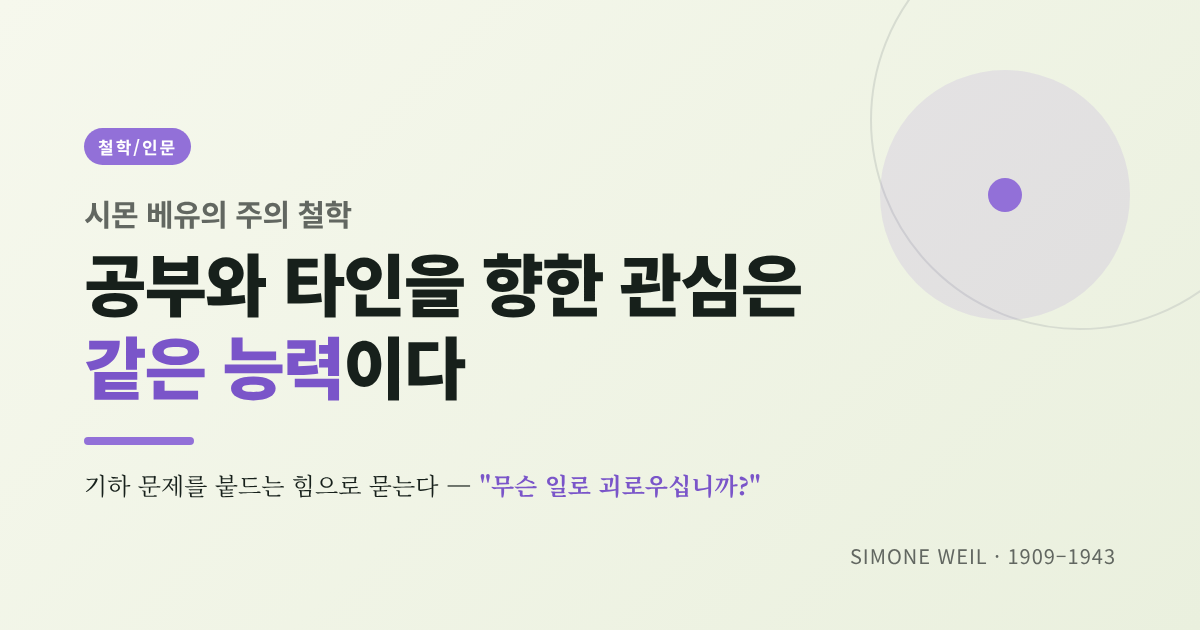 철학/인문
시몬 베유의 주의 철학
공부와 타인을 향한 관심은
같은 능력이다
기하 문제를 붙드는 힘으로 묻는다 — "무슨 일로 괴로우십니까?"
SIMONE WEIL · 1909–1943